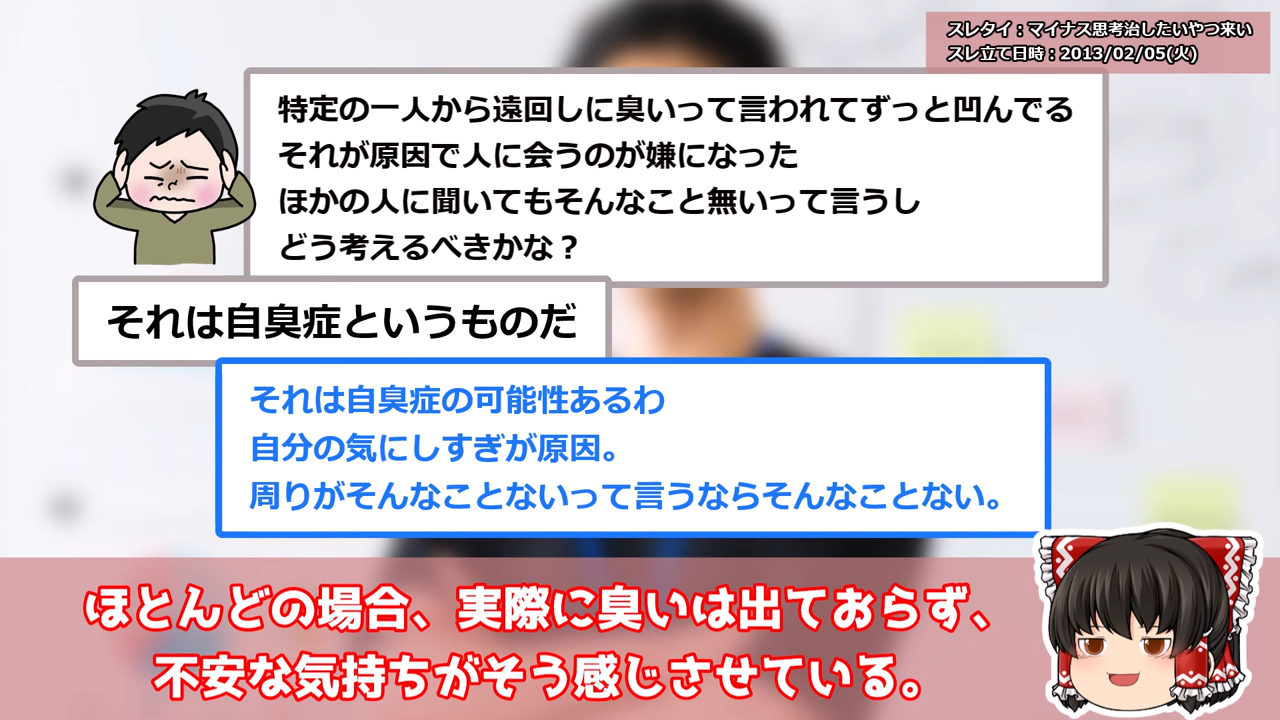 スレタイ：マイナス思考治したいやつ来い
スレ立て日時：2013/02/05(火)
特定の一人から遠回しに臭いって言われてずっと凹んでる
それが原因で人に会うのが嫌になった
ほかの人に聞いてもそんなこと無いって言うし
どう考えるべきかな？
それは自臭症というものだ
それは自臭症の可能性あるわ
自分の気にしすぎが原因。
周りがそんなことないって言うならそんなことない。
ほとんどの場合、実際に臭いは出ておらず、
不安な気持ちがそう感じさせている。